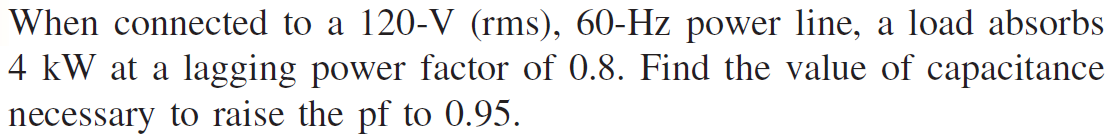 When connected to a 120-V (rms), 60-Hz power line, a load absorbs
4 kW at a lagging power factor of 0.8. Find the value of capacitance
necessary to raise the pf to 0.95.